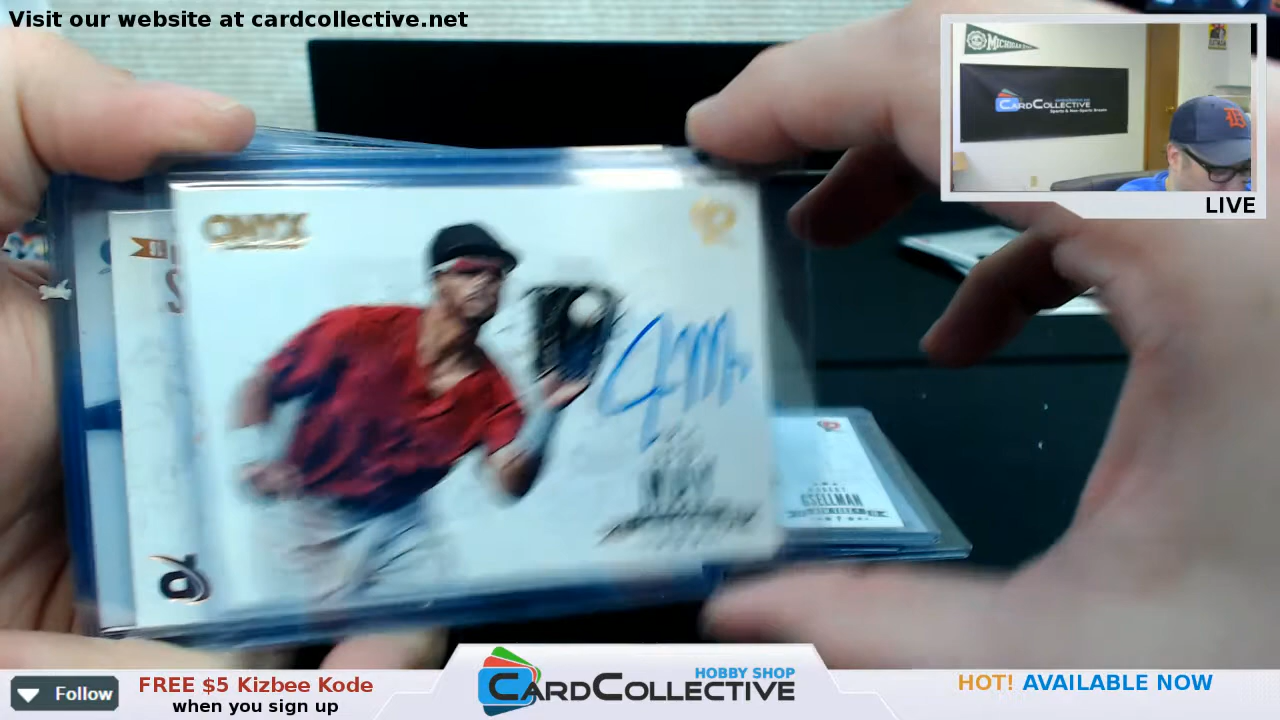 Visit our website at cardcollective.net
MICHIGAN
CARDCOLLECTIVE
D
LIVE
ONYX
GSELLMAN
Follow
FREE $5 Kizbee Kode
when you sign up
HOBBY SHOP
CARDCOLLECTIVE
HOT! AVAILABLE NOW